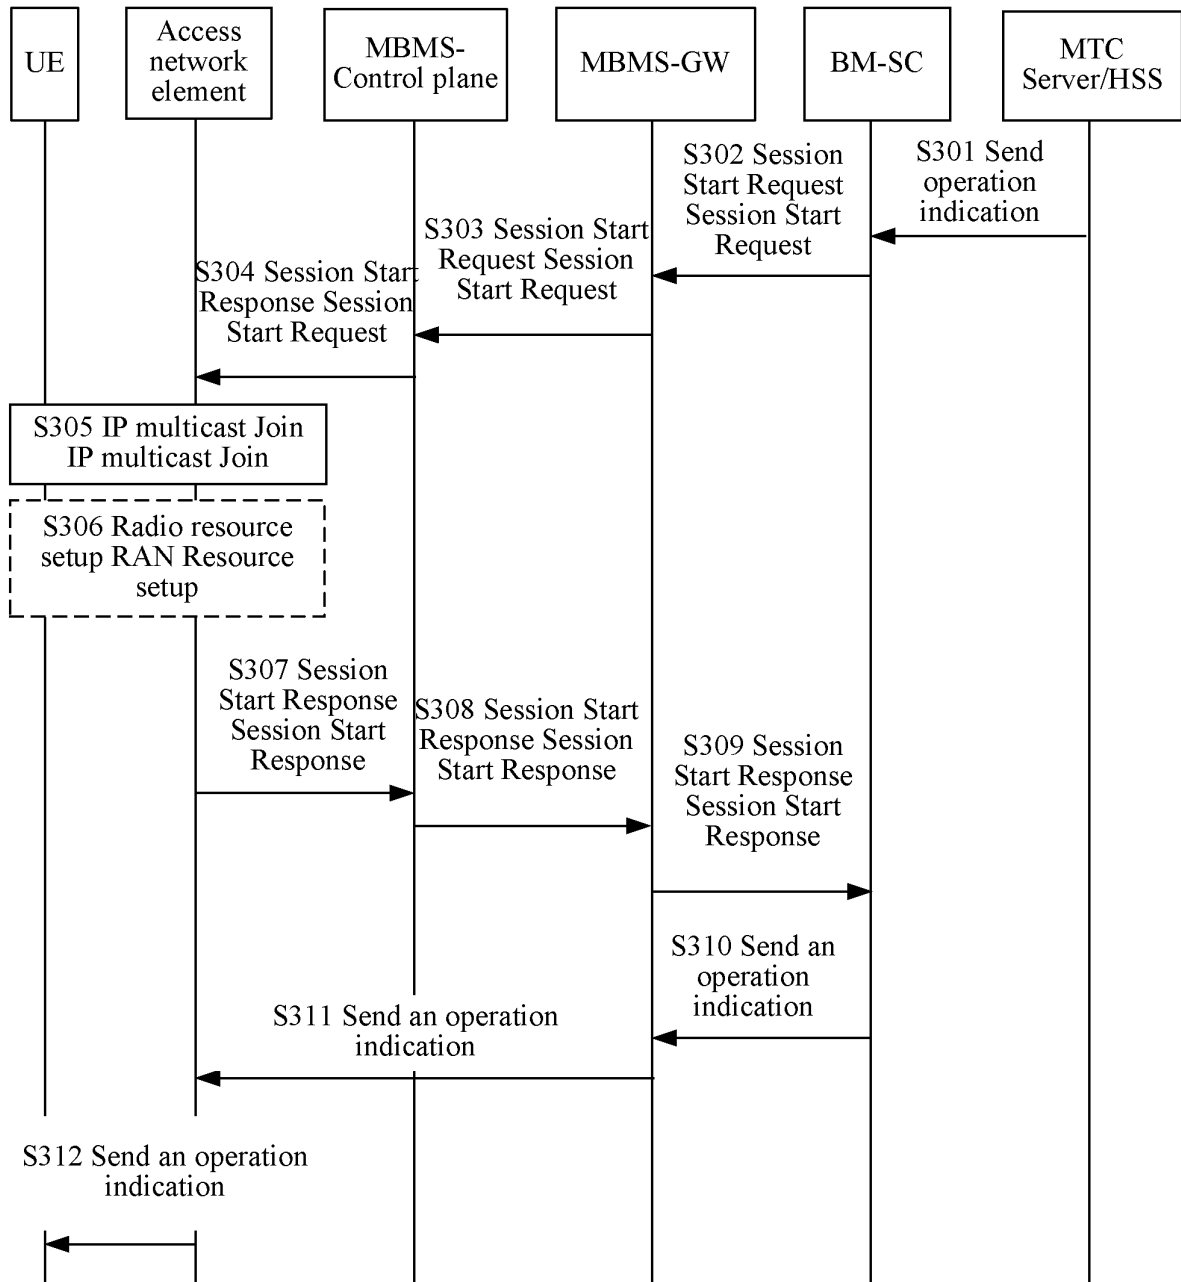 UE
Access
network
element
MBMS-
Control plane
MBMS-GW
BM-SC
MTC
Server/HSS
S301 Send
operation
indication
S302 Session
Start Request
Session Start
Request
S303 Session Start
Request Session
Start Request
S304 Session Start
Response Session
Start Request
S305 IP multicast Join
IP multicast Join
S306 Radio resource
setup RAN Resource
setup
S307 Session
Start Response
Session Start
Response
S308 Session Start
Response Session
Start Response
S309 Session
Start Response
Session Start
Response
S310 Send an
operation
indication
S311 Send an operation
indication
S312 Send an operation
indication